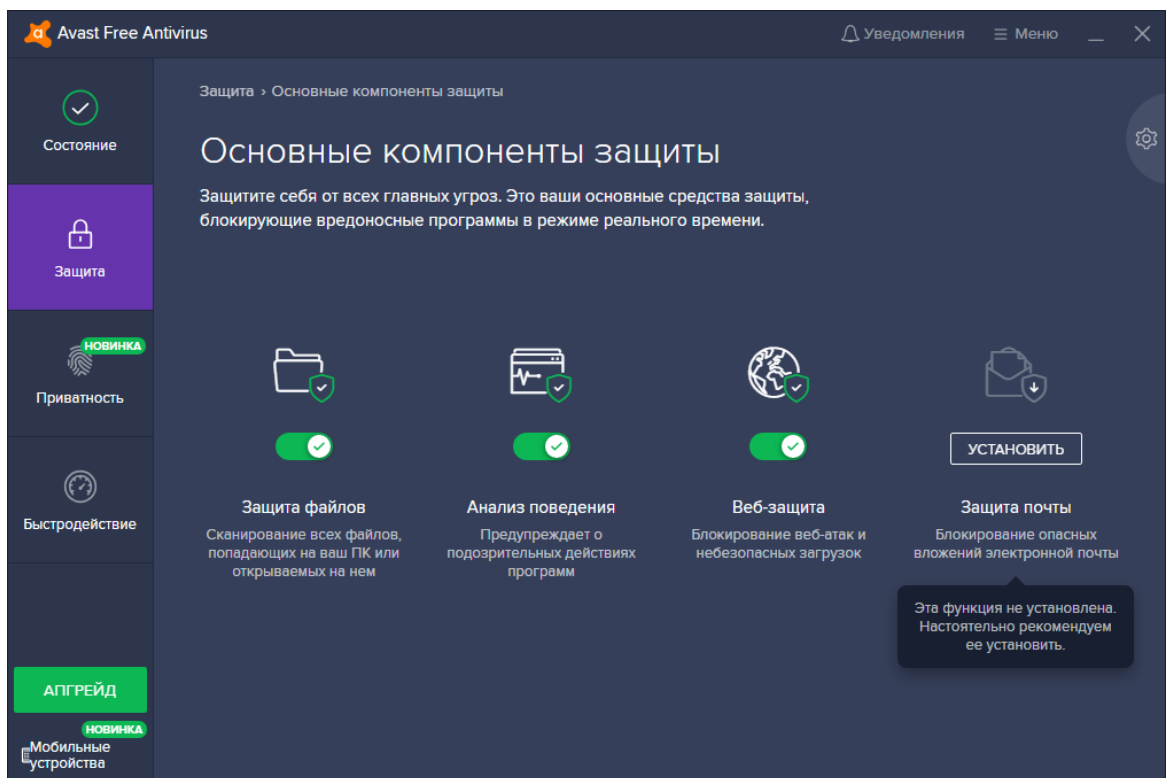 Avast Free Antivirus
Уведомления
Меню
Состояние
Защита
НОВИНКА
Приватность
Быстродействие
АПГРЕЙД
НОВИНКА
Мобильные
устройства
Защита › Основные компоненты защиты
Основные компоненты защиты
Защитите себя от всех главных угроз. Это ваши основные средства защиты,
блокирующие вредоносные программы в режиме реального времени.
Защита файлов
Сканирование всех файлов,
попадающих на ваш ПК или
открываемых на нем
Анализ поведения
Предупреждает о
подозрительных действиях
программ
Веб-защита
Блокирование веб-атак и
небезопасных загрузок
УСТАНОВИТЬ
Защита почты
Блокирование опасных
вложений электронной почты
Эта функция не установлена.
Настоятельно рекомендуем
ее установить.